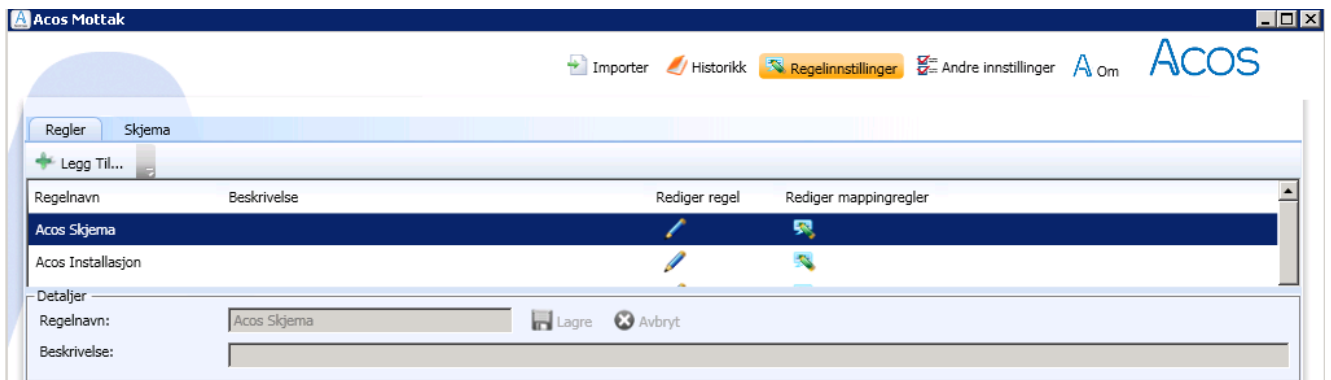 Acos Mottak
Importer Historikk Regelinnstillinger Andre innstillinger Om Acos
Regler Skjema
Legg Til...
Regelnavn Beskrivelse Rediger regel Rediger mappingregler
Acos Skjema
Acos Installasjon
Detaljer
Regelnavn: Acos Skjema Lagre Avbryt
Beskrivelse: